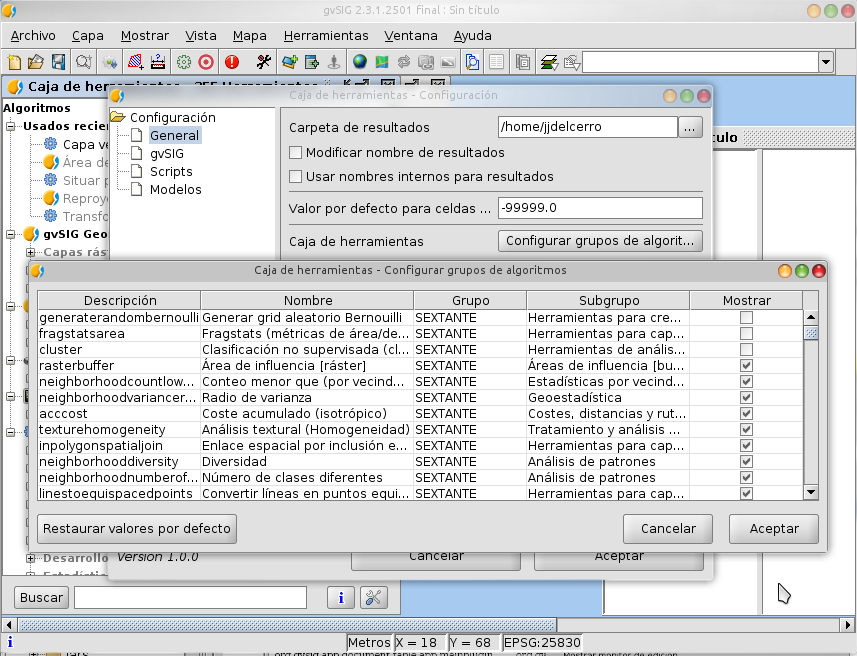 gvSIG 2.3.1.2501 final : Sin título
Archivo Capa Mostrar Vista Mapa Herramientas Ventana Ayuda
Caja de herramientas
Caja de herramientas - Configuración
Algoritmos
Usados recien
Capa ve
Área de
Situar p
Reproye
Transfo
gvSIG Geo
Capas rás
Configuración
General
gvSIG
Scripts
Modelos
Carpeta de resultados /home/jjdelcerro ...
Modificar nombre de resultados
Usar nombres internos para resultados
Valor por defecto para celdas ... -99999.0
Caja de herramientas Configurar grupos de algorit...
ulo
Caja de herramientas - Configurar grupos de algoritmos
Descripción Nombre Grupo Subgrupo Mostrar
generaterandombernoulli Generar grid aleatorio Bernouilli SEXTANTE Herramientas para cre...
fragstatsarea Fragstats (métricas de área/de... SEXTANTE Herramientas para cap...
cluster Clasificación no supervisada (cl... SEXTANTE Herramientas de anális...
rasterbuffer Área de influencia [ráster] SEXTANTE Áreas de influencia [bu...
neighborhoodcountlow... Conteo menor que (por vecind... SEXTANTE Estadísticas por vecind...
neighborhoodvariancer... Radio de varianza SEXTANTE Geoestadística
acccost Coste acumulado (isotrópico) SEXTANTE Costes, distancias y rut...
texturehomogeneity Análisis textural (Homogeneidad) SEXTANTE Tratamiento y análisis ...
inpolygonspatialjoin Enlace espacial por inclusión e... SEXTANTE Herramientas para cap...
neighborhooddiversity Diversidad SEXTANTE Análisis de patrones
neighborhoodnumberof... Número de clases diferentes SEXTANTE Análisis de patrones
linestoequispacedpoints Convertir líneas en puntos equi... SEXTANTE Herramientas para cap...
Restaurar valores por defecto Cancelar Aceptar
Desarrollo
Version 1.0.0 Cancelar Aceptar
Buscar
Metros X = 18 Y = 68 EPSG:25830